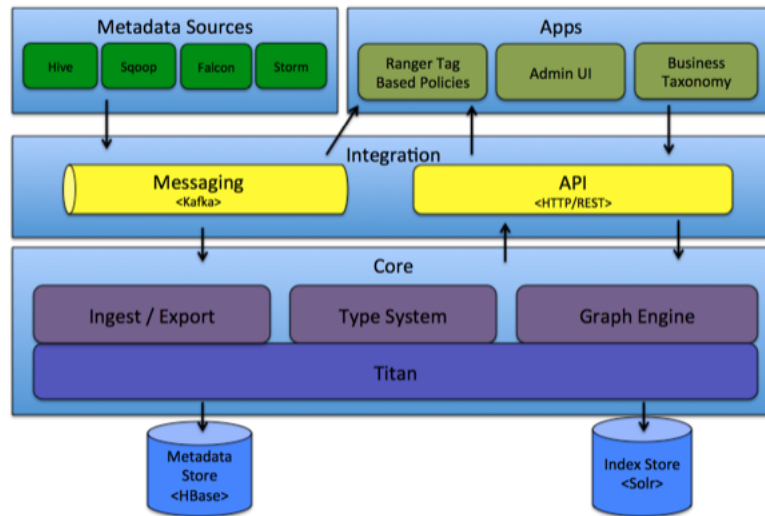 Metadata Sources
Apps
Hive
Sqoop
Falcon
Storm
Ranger Tag
Based Policies
Admin UI
Business
Taxonomy
Integration
Messaging
<Kafka>
API
<HTTP/REST>
Core
Ingest / Export
Type System
Graph Engine
Titan
Metadata
Store
<HBase>
Index Store
<Solr>